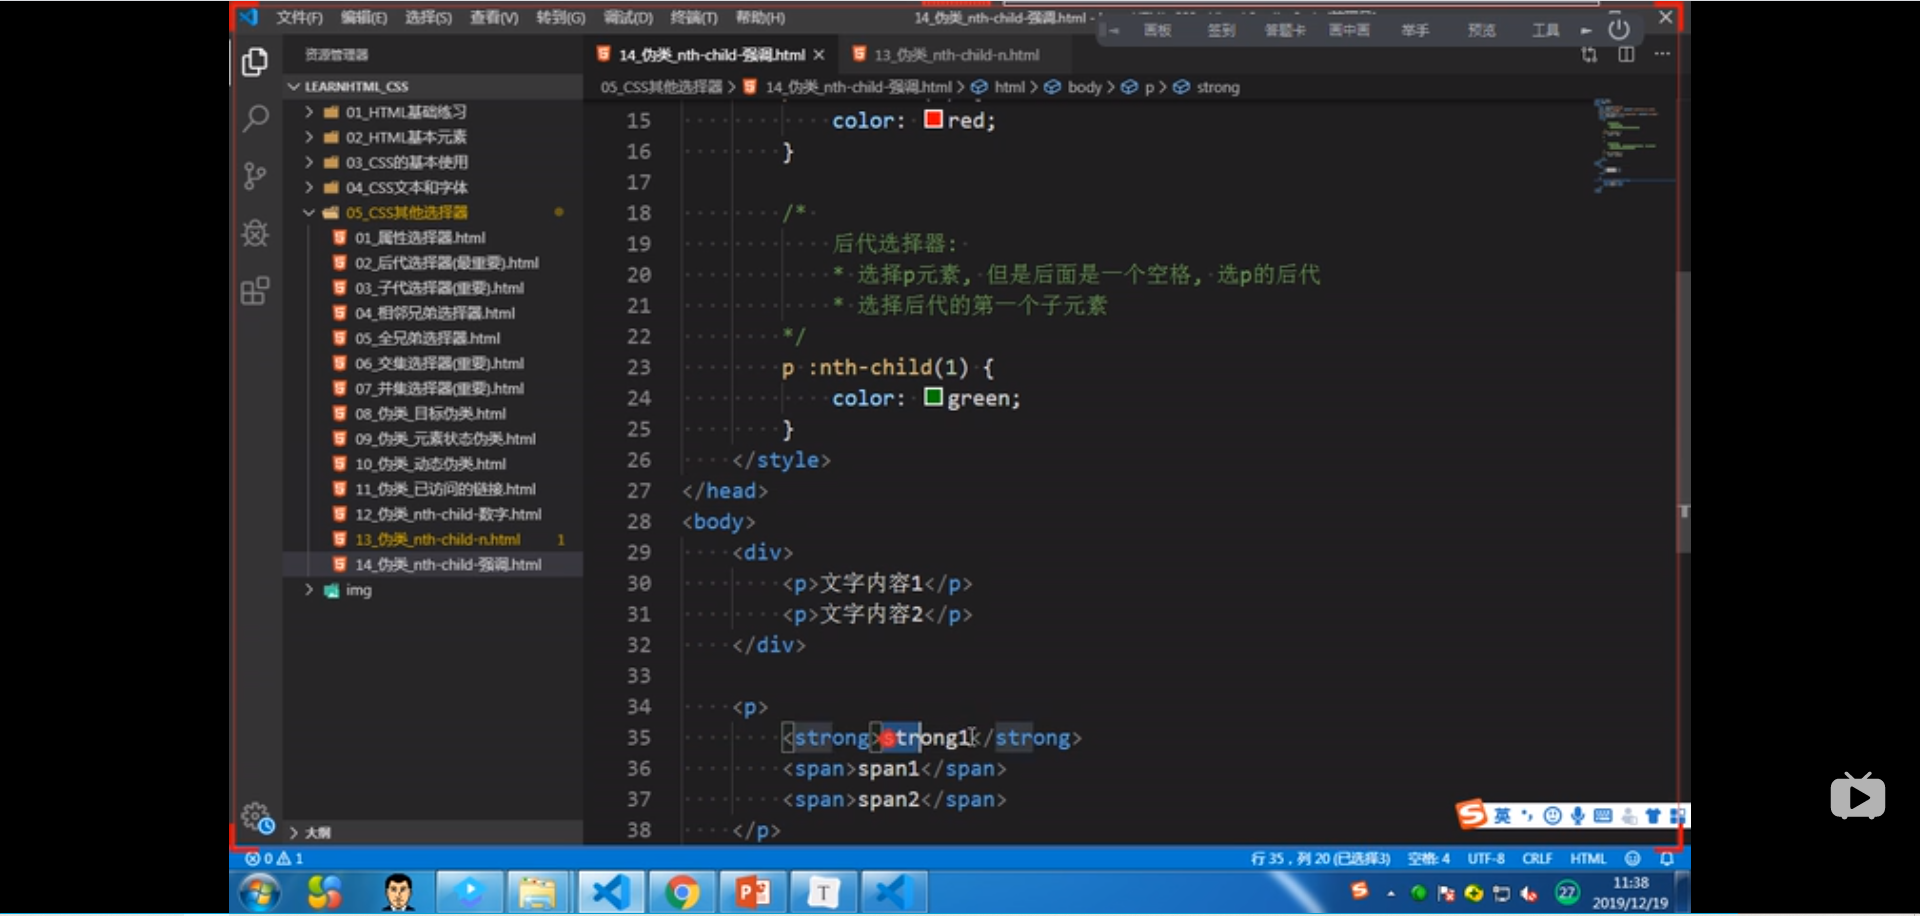 文件(F) 编辑(E) 选择(S) 查看(V) 转到(G) 调试(D) 终端(T) 帮助(H)
14_伪类_nth-child-强调.html -
画板 签到 答题卡 画中画 举手 预览 工具
资源管理器
14_伪类_nth-child-强调.html
13_伪类_nth-child-n.html
LEARNHTML_CSS
05_CSS其他选择器 > 14_伪类_nth-child-强调.html > html > body > p > strong
01_HTML基础练习
02_HTML基本元素
03_CSS的基本使用
04_CSS文本和字体
05_CSS其他选择器
01_属性选择器.html
02_后代选择器(最重要).html
03_子代选择器(重要).html
04_相邻兄弟选择器.html
05_全兄弟选择器.html
06_交集选择器(重要).html
07_并集选择器(重要).html
08_伪类_目标伪类.html
09_伪类_元素状态伪类.html
10_伪类_动态伪类.html
11_伪类_已访问的链接.html
12_伪类_nth-child-数字.html
13_伪类_nth-child-n.html 1
14_伪类_nth-child-强调.html
img
大纲
15 color: red;
16 }
17
18 /*
19 后代选择器:
20 * 选择p元素, 但是后面是一个空格, 选p的后代
21 * 选择后代的第一个子元素
22 */
23 p :nth-child(1) {
24 color: green;
25 }
26 </style>
27 </head>
28 <body>
29 <div>
30 <p>文字内容1</p>
31 <p>文字内容2</p>
32 </div>
33
34 <p>
35 <strong>strong1</strong>
36 <span>span1</span>
37 <span>span2</span>
38 </p>
英
0 1
行 35，列 20 (已选择3) 空格: 4 UTF-8 CRLF HTML
27
11:38
2019/12/19